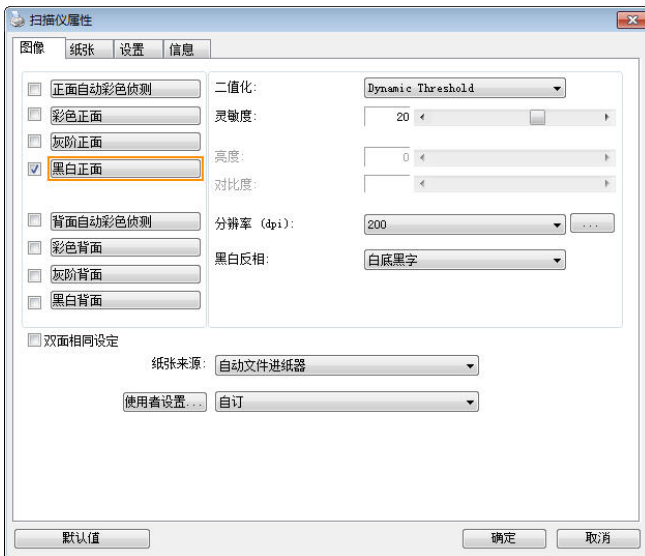 扫描仪属性
图像 纸张 设置 信息
正面自动彩色侦测
彩色正面
灰阶正面
黑白正面
背面自动彩色侦测
彩色背面
灰阶背面
黑白背面
二值化: Dynamic Threshold
灵敏度: 20
亮度: 0
对比度:
分辨率 (dpi): 200 ...
黑白反相: 白底黑字
双面相同设定
纸张来源: 自动文件进纸器
使用者设置... 自订
默认值 确定 取消